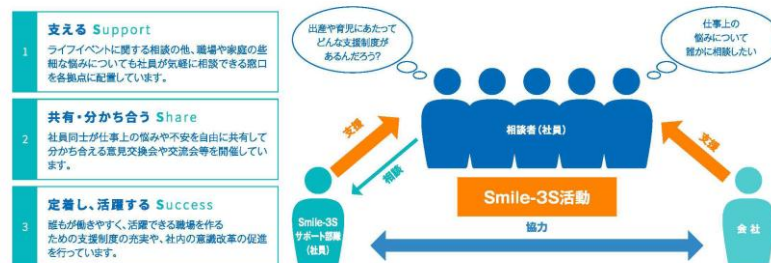 1
支える Support
ライフイベントに関する相談の他、職場や家庭の些
細な悩みについても社員が気軽に相談できる窓口
を各拠点に配置しています。
2
共有・分かち合う Share
社員同士が仕事上の悩みや不安を自由に共有して
分かち合える意見交換会や交流会等を開催してい
ます。
3
定着し、活躍する Success
誰もが働きやすく、活躍できる職場を作る
ための支援制度の充実や、社内の意識改革の促進
を行っています。
出産や育児にあたって
どんな支援制度が
あるんだろう?
仕事上の
悩みについて
誰かに相談したい
相談者(社員)
支援
相談
支援
Smile-3S活動
Smile-3S
サポート部隊
(社員)
協力
会社